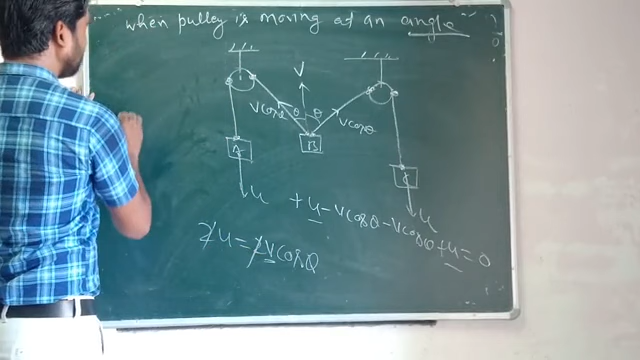 when pulley is moving at an angle
V
θ θ
Vcosθ
Vcosθ
A
B
u
u
+u-Vcosθ-Vcosθ+u=0
2u=2Vcosθ